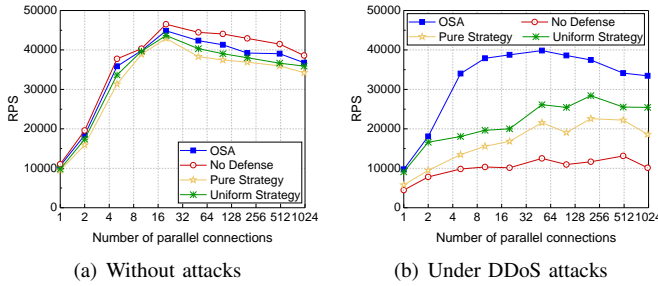 50000
40000
30000
20000
10000
0
RPS
OSA
No Defense
Pure Strategy
Uniform Strategy
1 2 4 8 16 32 64 128 256 512 1024
Number of parallel connections
(a) Without attacks
OSA No Defense
Pure Strategy Uniform Strategy
50000
40000
30000
20000
10000
0
RPS
1 2 4 8 16 32 64 128 256 512 1024
Number of parallel connections
(b) Under DDoS attacks